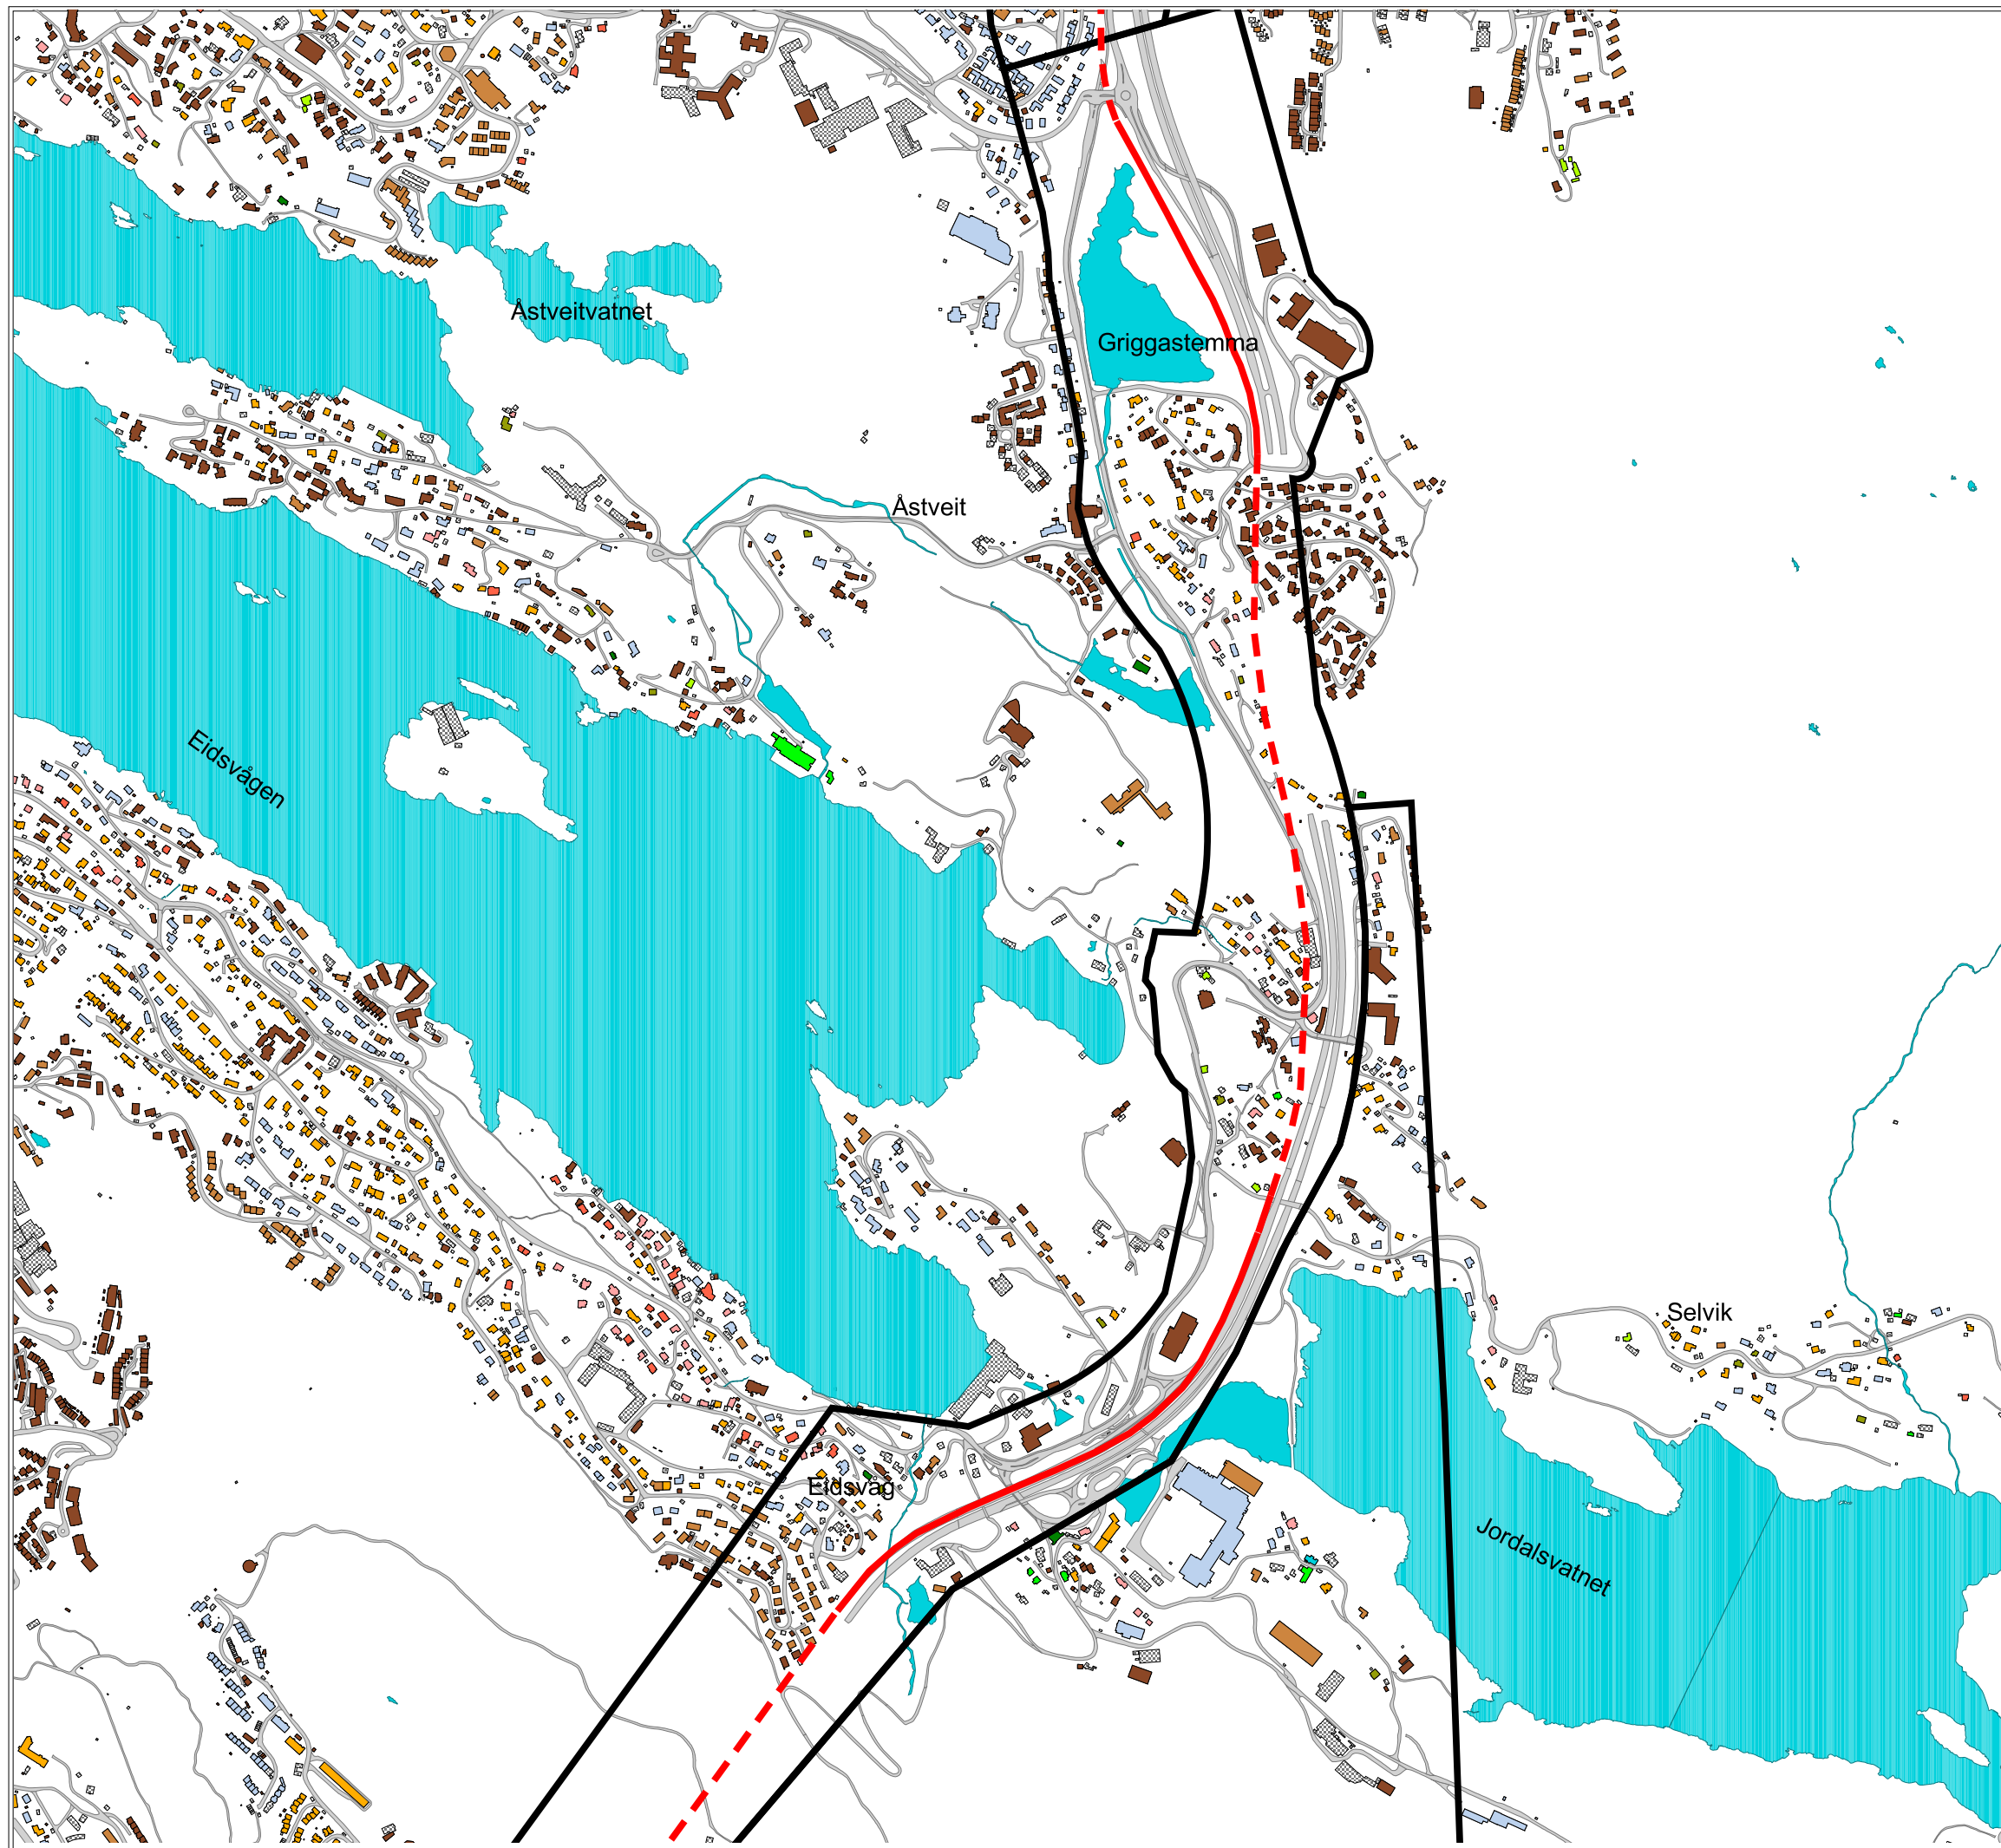 Åstveitvatnet
Griggastemma
Åstveit
Eidsvågen
Selvik
Eidsvåg
Jordalsvatnet